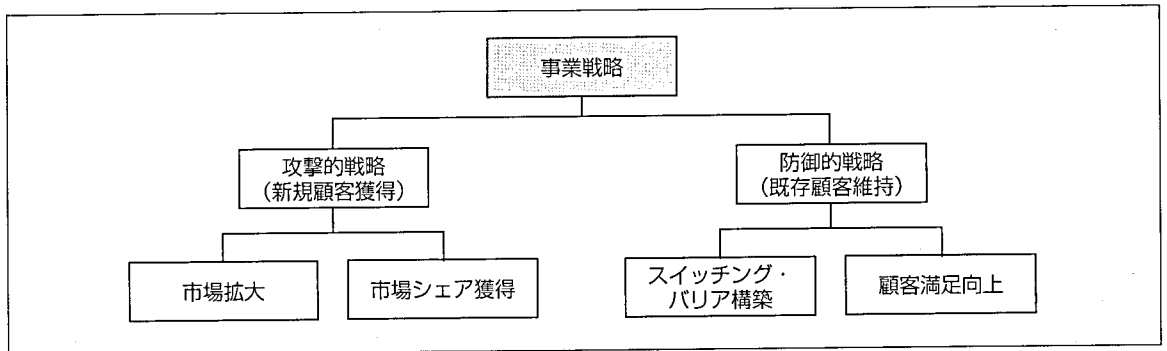 事業戦略
攻撃的戦略
(新規顧客獲得)
防御的戦略
(既存顧客維持)
市場拡大
市場シェア獲得
スイッチング・
バリア構築
顧客満足向上